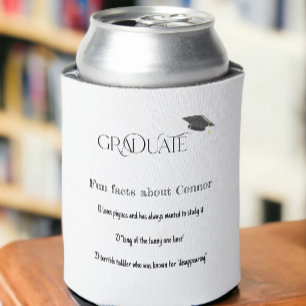 GRADUATE
Fun facts about Connor
1) Loves physics and has always wanted to study it
2) "King of the funny one liner"
3) Terrible toddler who was known for 'disappearing'